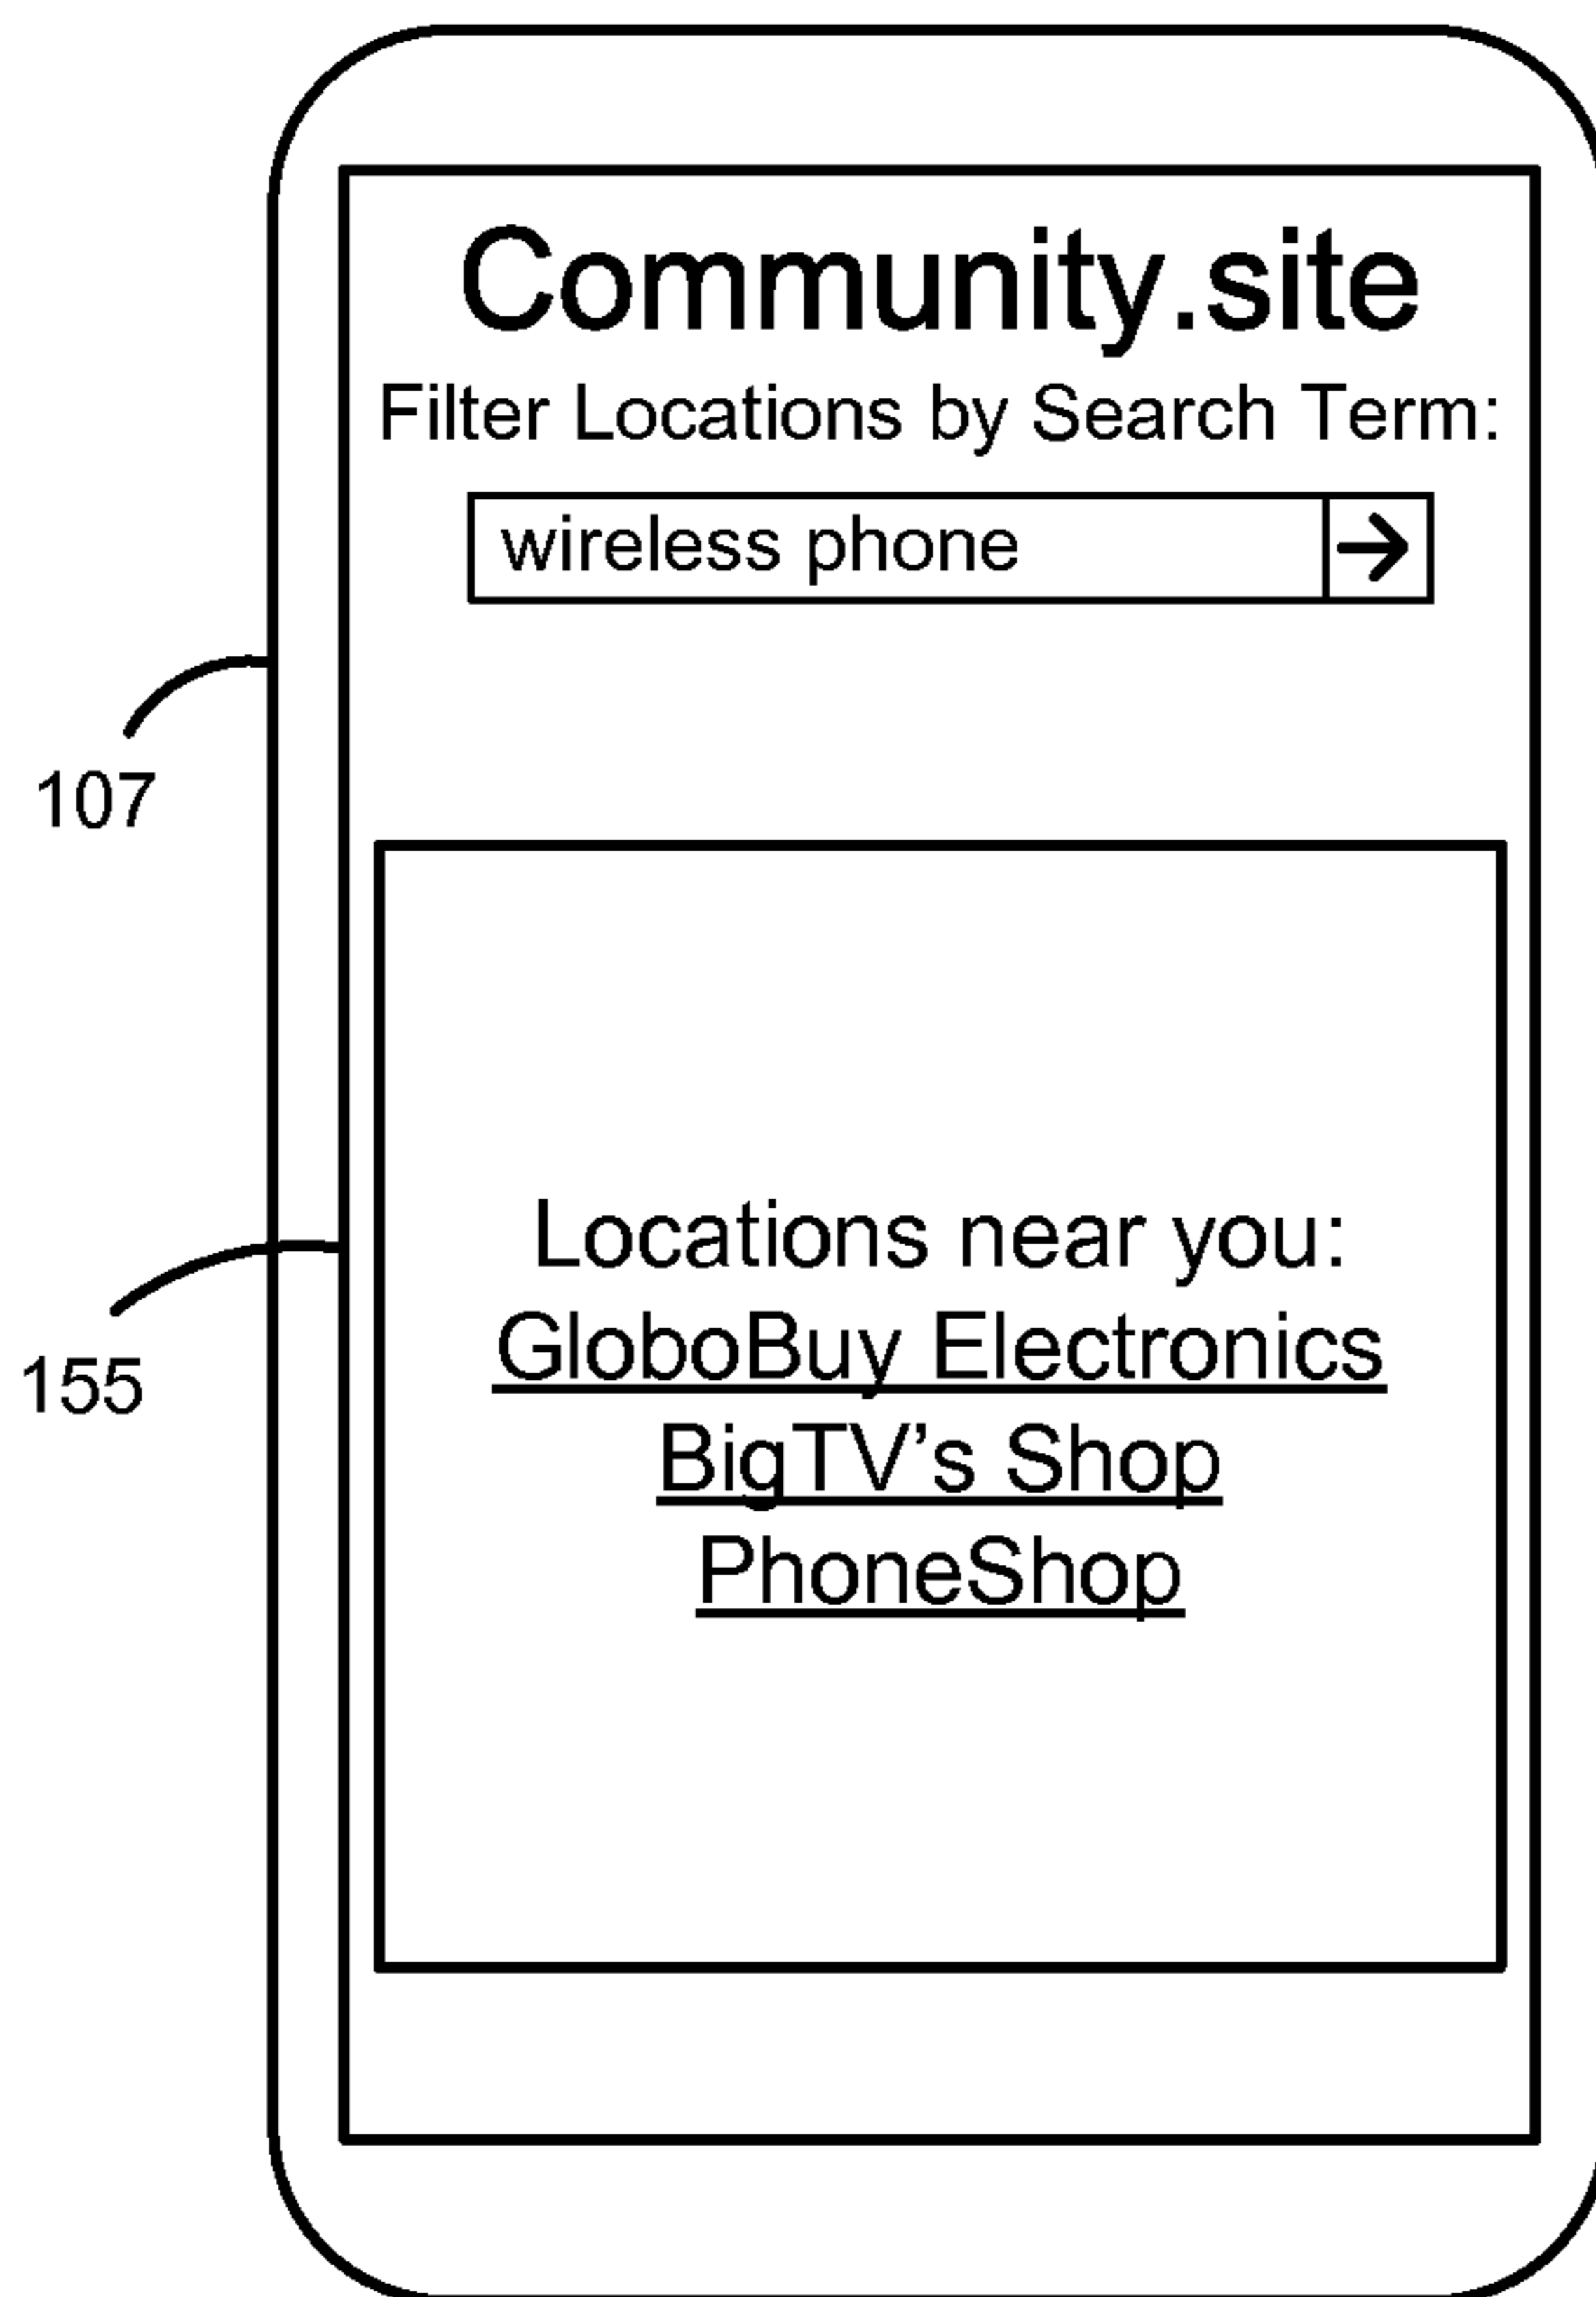 Community.site
Filter Locations by Search Term:
wireless phone
107
Locations near you:
GloboBuy Electronics
155
BigTV's Shop
PhoneShop